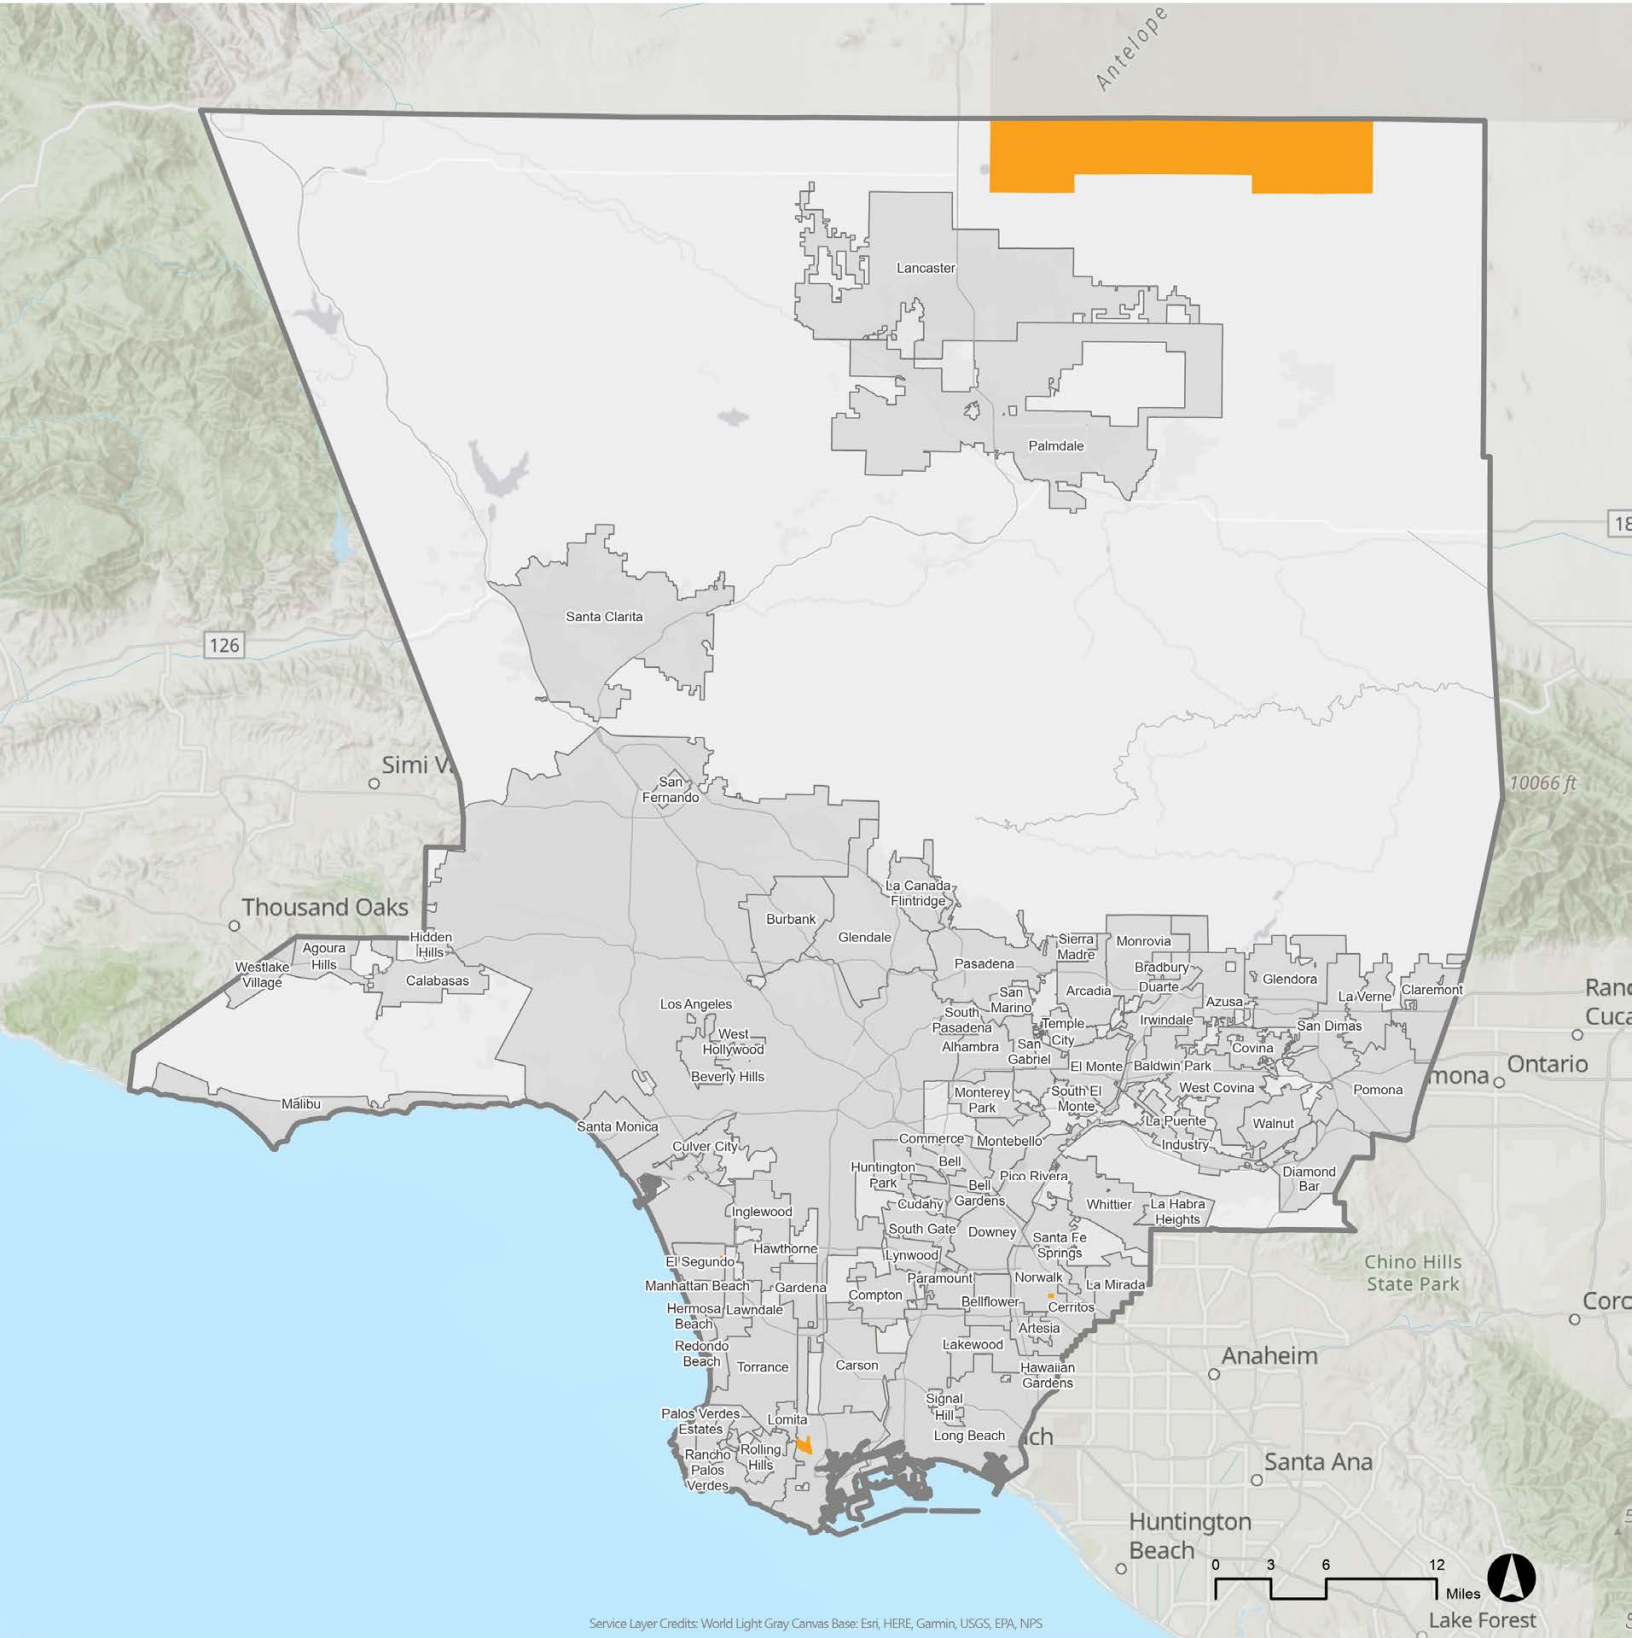 Antelope
Lancaster
Palmdale
18
Santa Clarita
126
Simi V
San
Fernando
10066 ft
La Canada
Flintridge
Thousand Oaks
Burbank
Glendale
Hidden
Hills
Agoura
Hills
Sierra
Madre
Monrovia
Westlake
Village
Calabasas
Pasadena
Bradbury
Duarte
Glendora
La Verne
Claremont
San
Marino
Arcadia
Azusa
Ranc
Cuca
Los Angeles
South
Pasadena
Temple
City
Irwindale
San Dimas
West
Hollywood
Alhambra
San
Gabriel
Covina
El Monte
Baldwin Park
Ontario
Beverly Hills
mona
Monterey
Park
South El
Monte
West Covina
Pomona
Malibu
La Puente
Walnut
Santa Monica
Culver City
Commerce
Montebello
Industry
Huntington
Park
Bell
Pico Rivera
Diamond
Bar
Bell
Gardens
Cudahy
Whittier
La Habra
Heights
Inglewood
South Gate
Downey
Santa Fe
Springs
Hawthorne
Lynwood
El Segundo
Chino Hills
State Park
Manhattan Beach
Gardena
Paramount
Norwalk
La Mirada
Compton
Bellflower
Cerritos
Coro
Hermosa
Beach
Lawndale
Artesia
Redondo
Beach
Lakewood
Anaheim
Torrance
Carson
Hawaiian
Gardens
Signal
Hill
Palos Verdes
Estates
Lomita
Long Beach
ach
Rolling
Hills
Rancho
Palos
Verdes
Santa Ana
Huntington
Beach
0 3 6 12
Miles
Lake Forest
Service Layer Credits: World Light Gray Canvas Base: Esri, HERE, Garmin, USGS, EPA, NPS